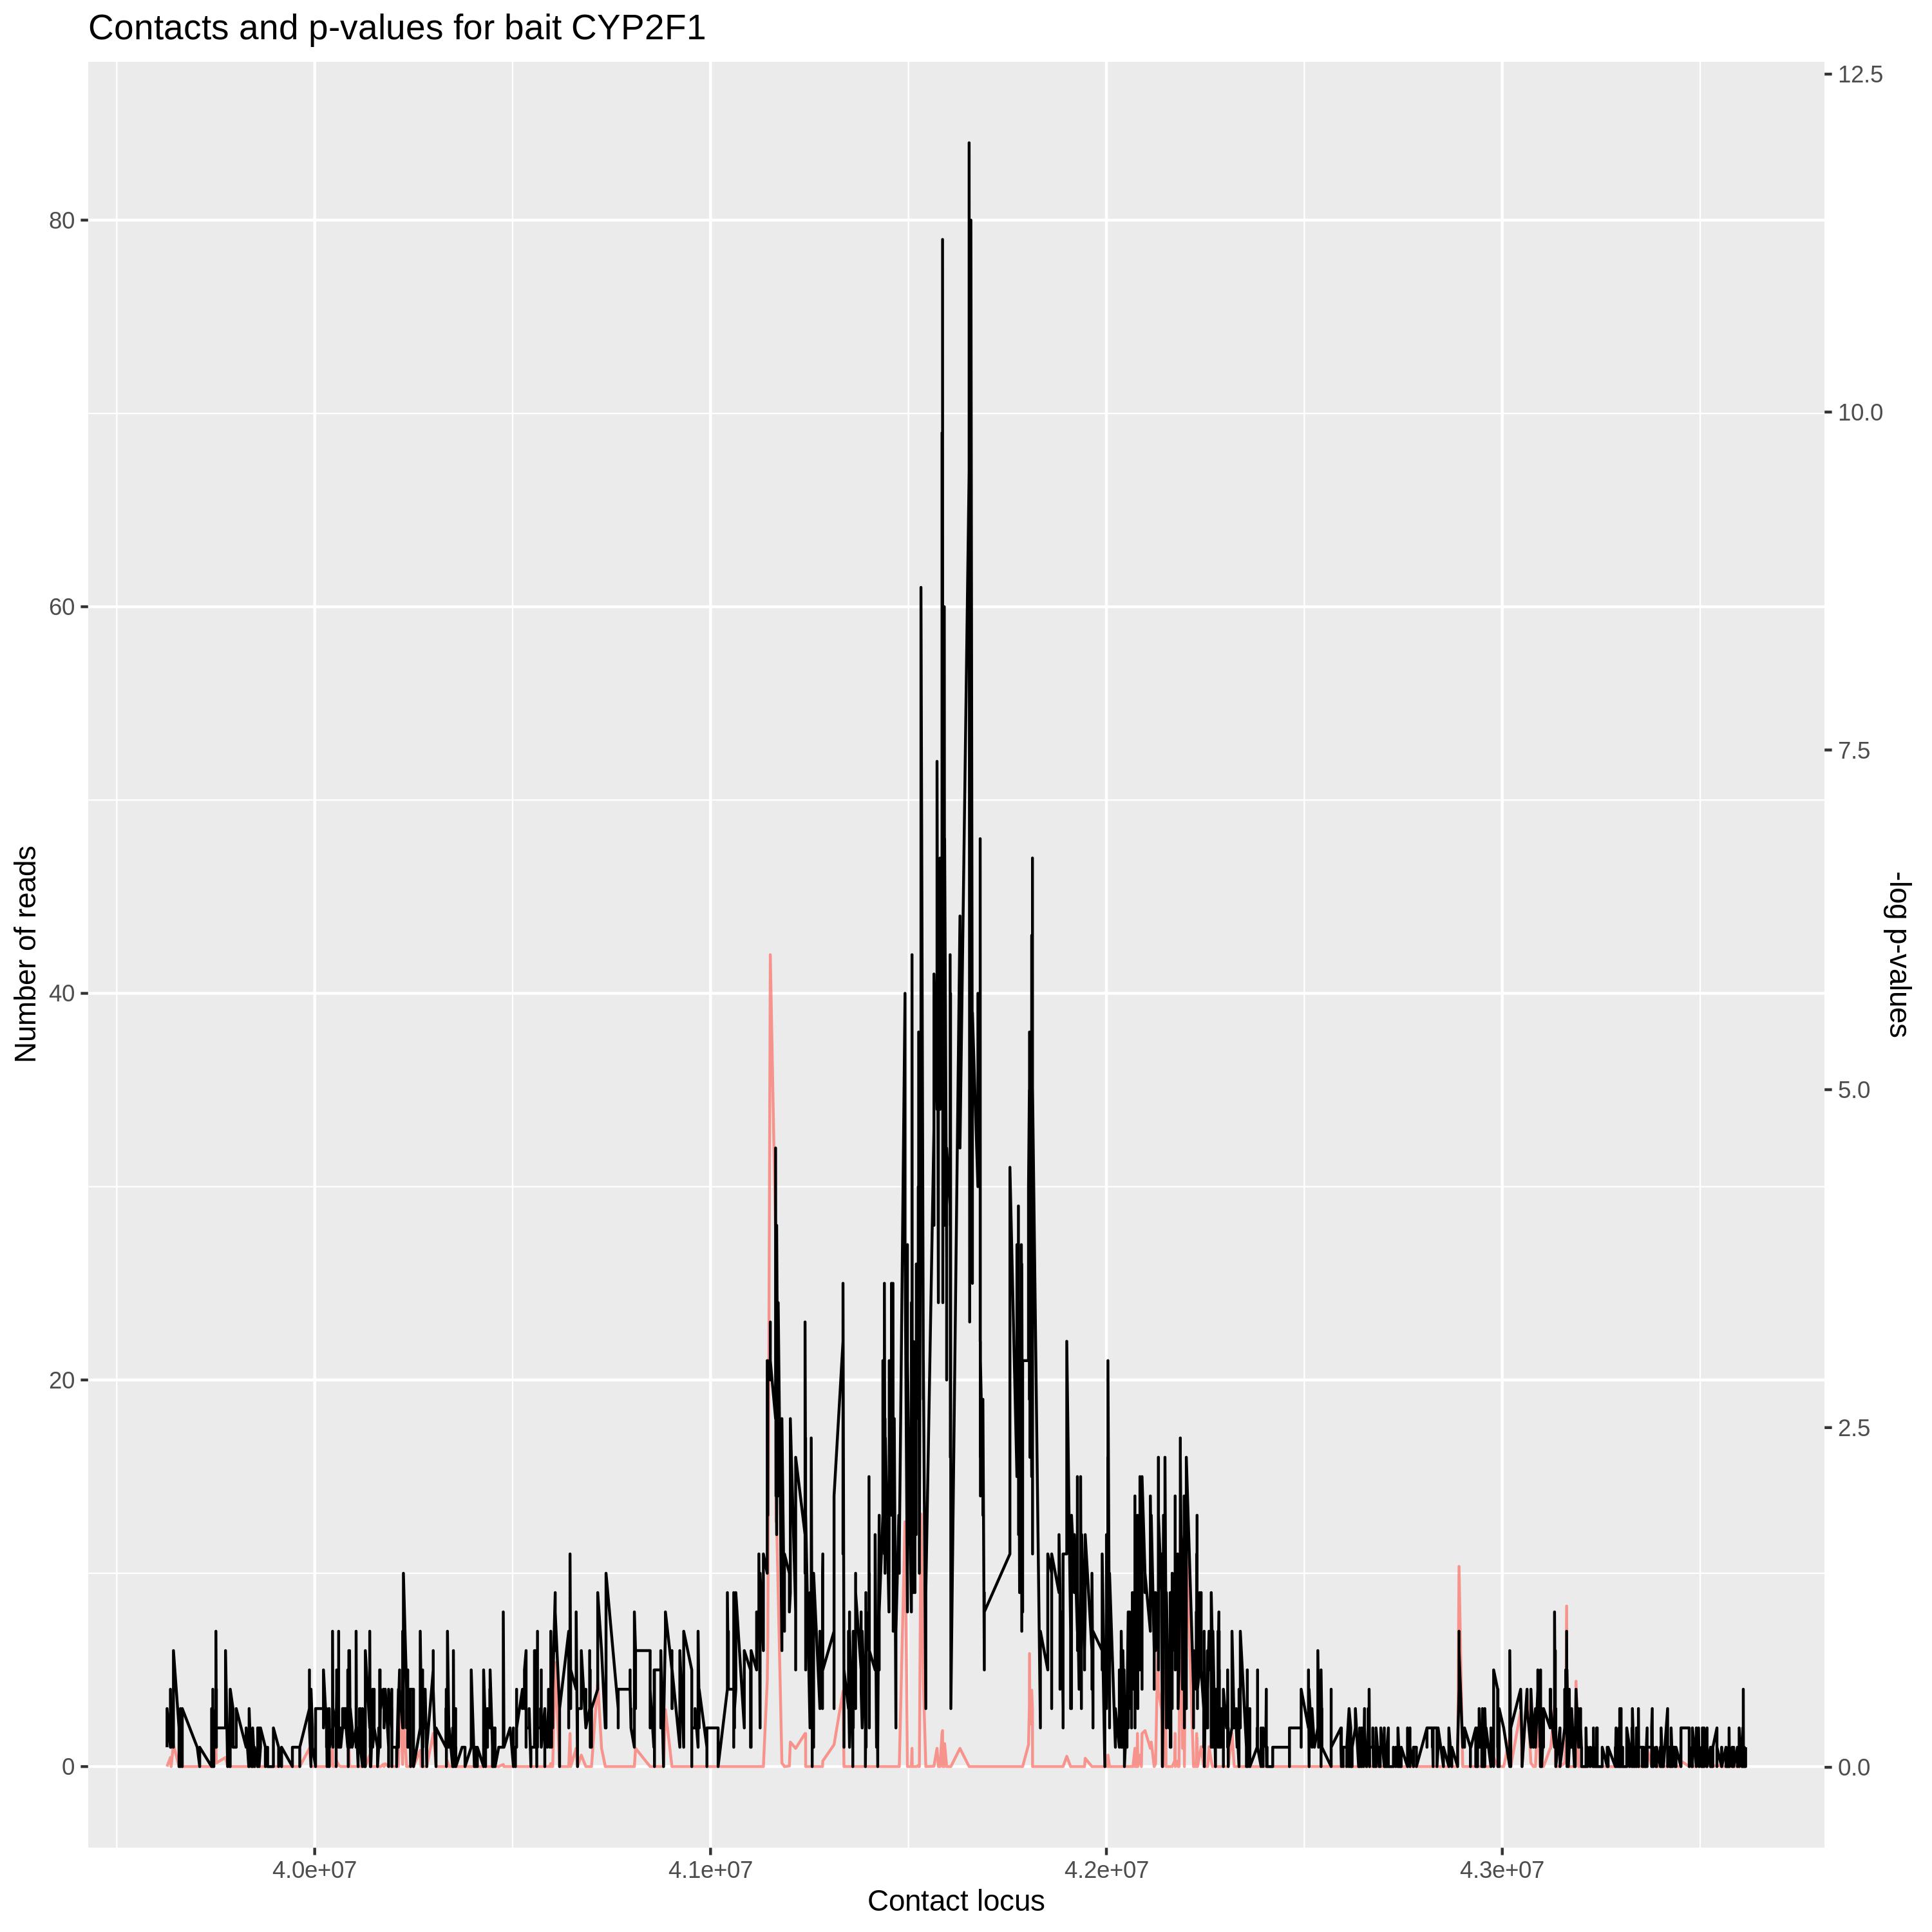 Contacts and p-values for bait CYP2F1
12.5
80
10.0
60
7.5
Number of reads
-log p-values
40
5.0
20
2.5
0
0.0
4.0e+07
4.1e+07
4.2e+07
4.3e+07
Contact locus